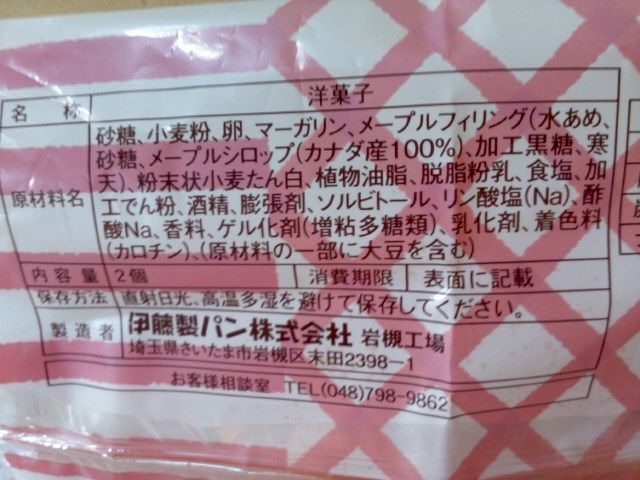 名 称 洋菓子
原材料名 砂糖、小麦粉、卵、マーガリン、メープルフィリング(水あめ、
砂糖、メープルシロップ(カナダ産100%)、加工黒糖、寒
天)、粉末状小麦たん白、植物油脂、脱脂粉乳、食塩、加
工でん粉、酒精、膨張剤、ソルビトール、リン酸塩(Na)、酢
酸Na、香料、ゲル化剤(増粘多糖類)、乳化剤、着色料
(カロチン)、(原材料の一部に大豆を含む)
内容量 2個 消費期限 表面に記載
保存方法 直射日光、高温多湿を避けて保存してください。
製造者 伊藤製パン株式会社 岩槻工場
埼玉県さいたま市岩槻区末田2398-1
お客様相談室 TEL(048)798-9862